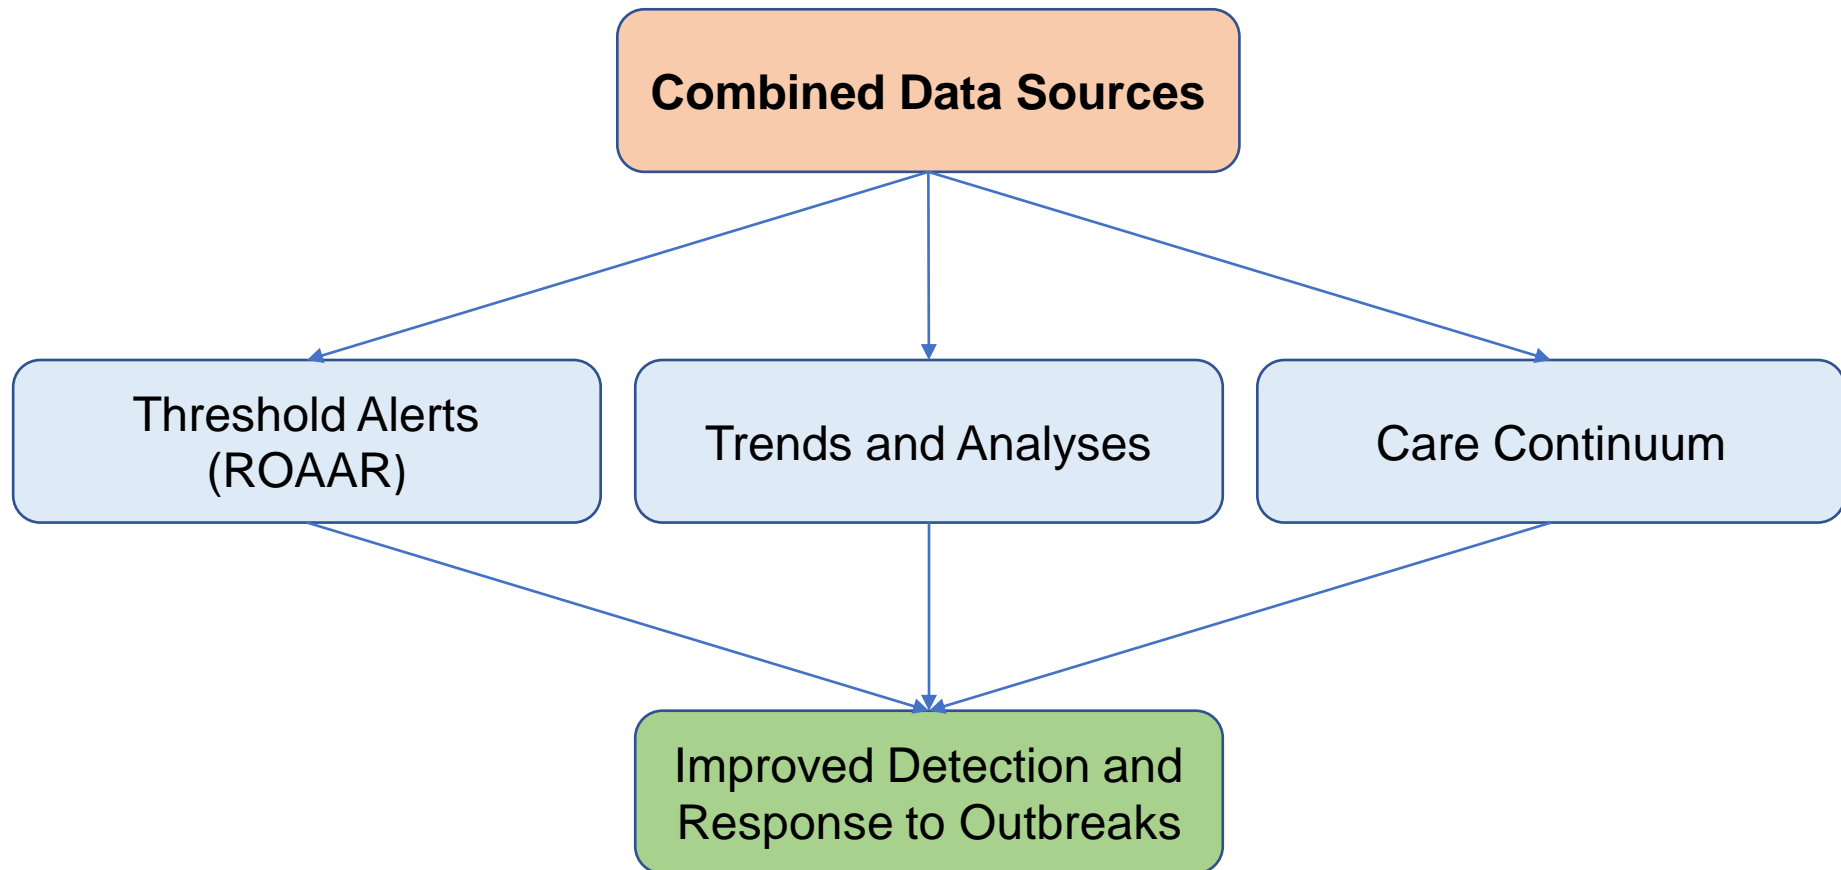 Combined Data Sources
Threshold Alerts
(ROAAR)
Trends and Analyses
Care Continuum
Improved Detection and
Response to Outbreaks